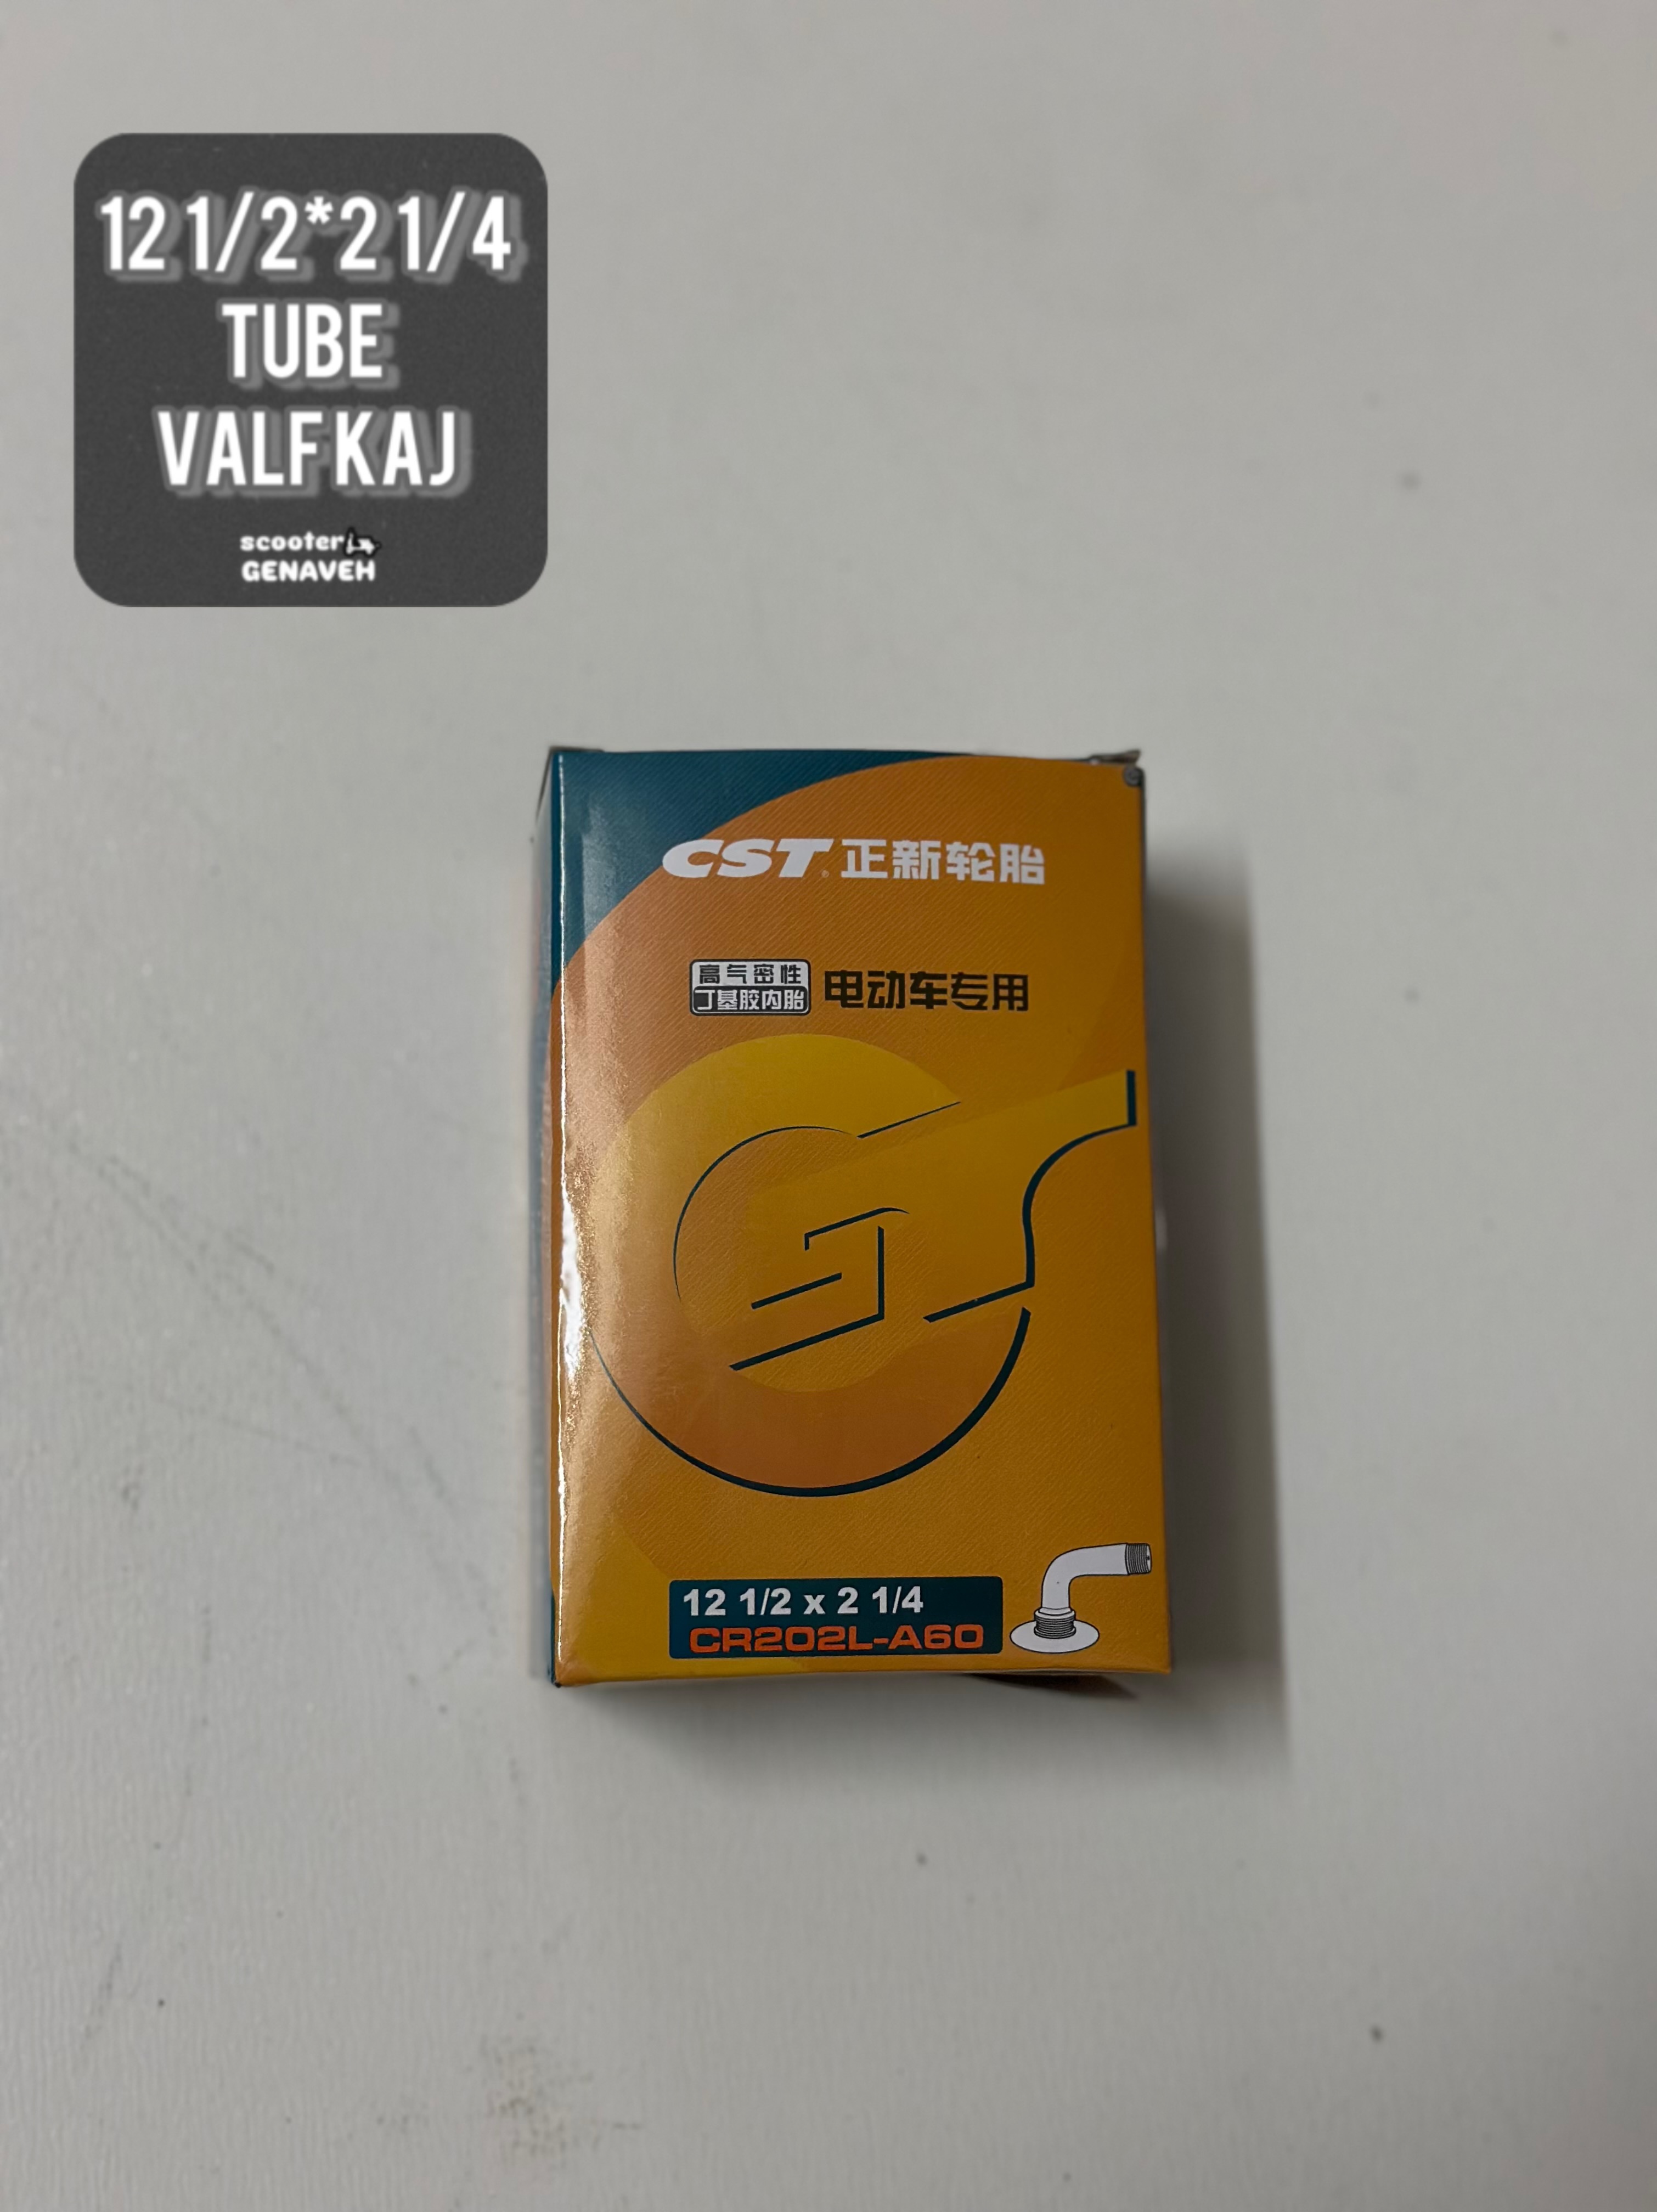 12 1/2*2 1/4
TUBE
VALF KAJ
scooter
GENAVEH
CST® 正新轮胎
高气密性
丁基胶内胎
电动车专用
12 1/2 x 2 1/4
CR202L-A60